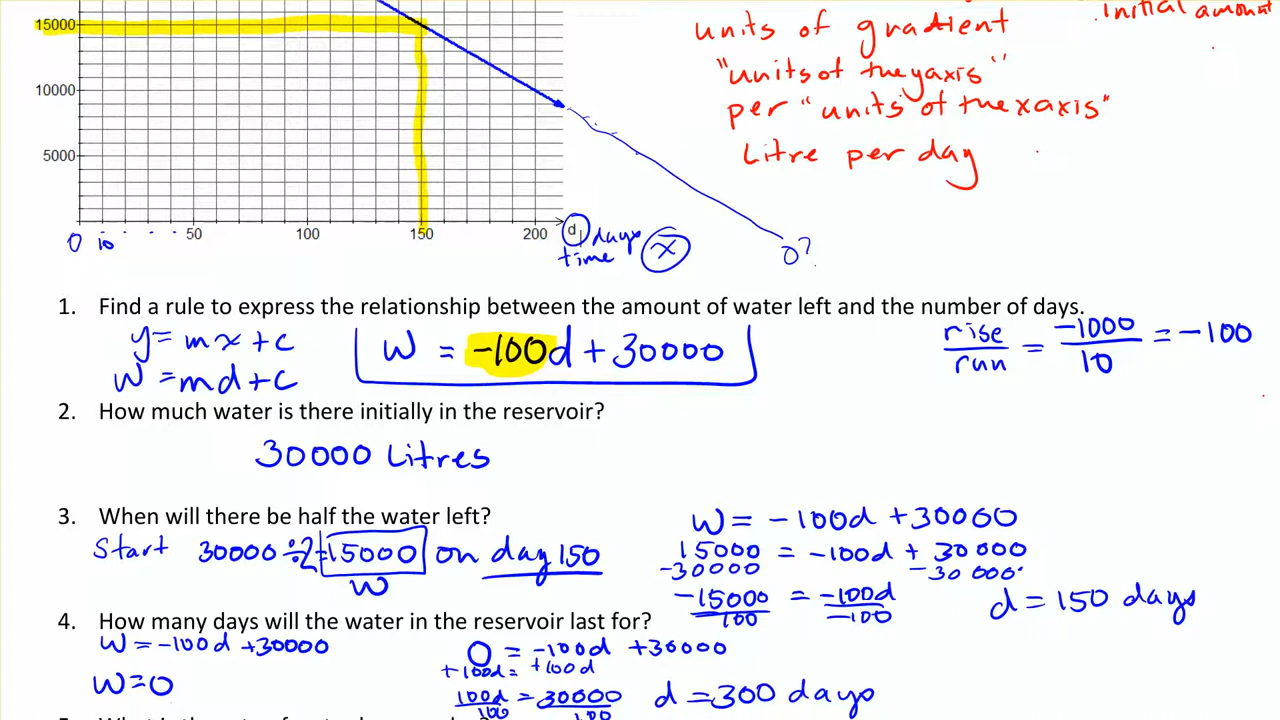 Initial amount
units of gradient
"units of the y axis"
per "units of the x axis"
Litre per day
15000
10000
5000
0 10 50 100 150 200 d days
time x
0?
1. Find a rule to express the relationship between the amount of water left and the number of days.
y = mx + c
W = md + c
W = -100d + 30000
rise/run = -1000/10 = -100
2. How much water is there initially in the reservoir?
30000 Litres
3. When will there be half the water left?
Start 30000 ÷2 = 15000 on day 150
W
W = -100d + 30000
15000 = -100d + 30000
-30000 -30000
-15000/100 = -100d/-100
d = 150 days
4. How many days will the water in the reservoir last for?
W = -100d + 30000
W = 0
0 = -100d + 30000
+100d = +100d
100d/100 = 30000/100
d = 300 days